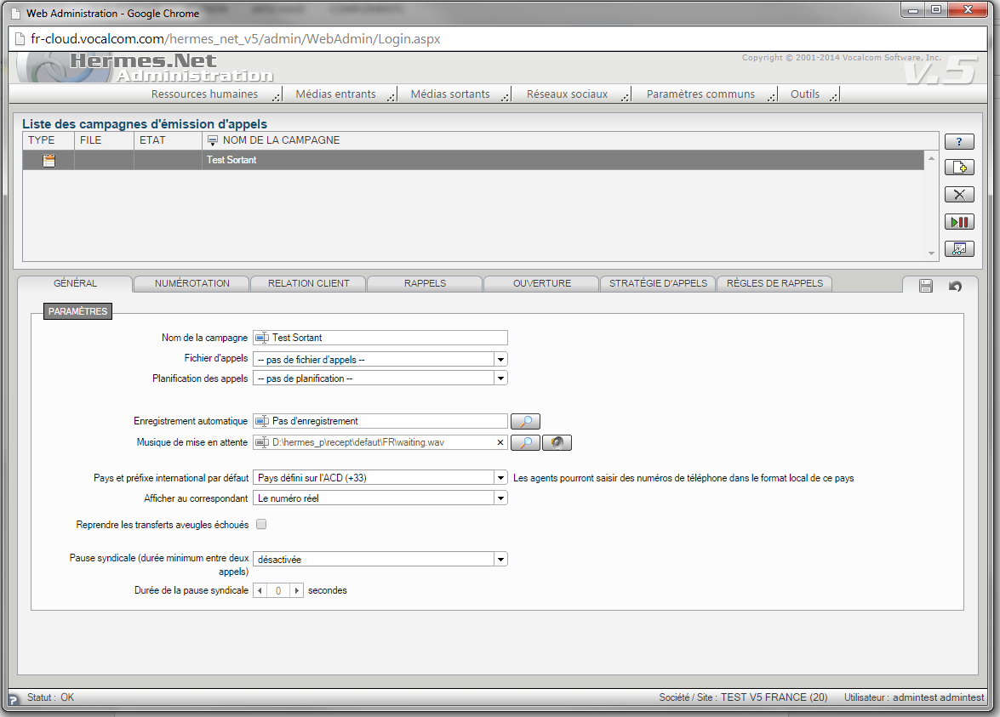 Web Administration - Google Chrome
fr-cloud.vocalcom.com/hermes_net_v5/admin/WebAdmin/Login.aspx
Hermes.Net
Administration
Copyright © 2001-2014 Vocalcom Software, Inc.
v.5
Ressources humaines Médias entrants Médias sortants Réseaux sociaux Paramètres communs Outils
Liste des campagnes d'émission d'appels
TYPE FILE ETAT NOM DE LA CAMPAGNE
Test Sortant
?
GÉNÉRAL NUMÉROTATION RELATION CLIENT RAPPELS OUVERTURE STRATÉGIE D'APPELS RÈGLES DE RAPPELS
PARAMÈTRES
Nom de la campagne Test Sortant
Fichier d'appels -- pas de fichier d'appels --
Planification des appels -- pas de planification --
Enregistrement automatique Pas d'enregistrement
Musique de mise en attente D:\hermes_p\recept\defaut\FR\waiting.wav
Pays et préfixe international par défaut Pays défini sur l'ACD (+33) Les agents pourront saisir des numéros de téléphone dans le format local de ce pays
Afficher au correspondant Le numéro réel
Reprendre les transferts aveugles échoués
Pause syndicale (durée minimum entre deux appels) désactivée
Durée de la pause syndicale 0 secondes
? Statut : OK Société / Site : TEST V5 FRANCE (20) Utilisateur : admintest admintest